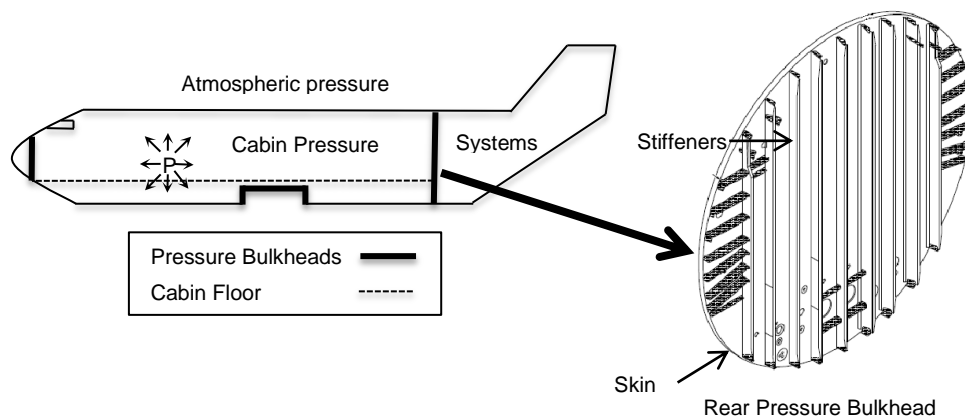 Atmospheric pressure
Cabin Pressure
Systems
P
Pressure Bulkheads
Cabin Floor
Stiffeners
Skin
Rear Pressure Bulkhead